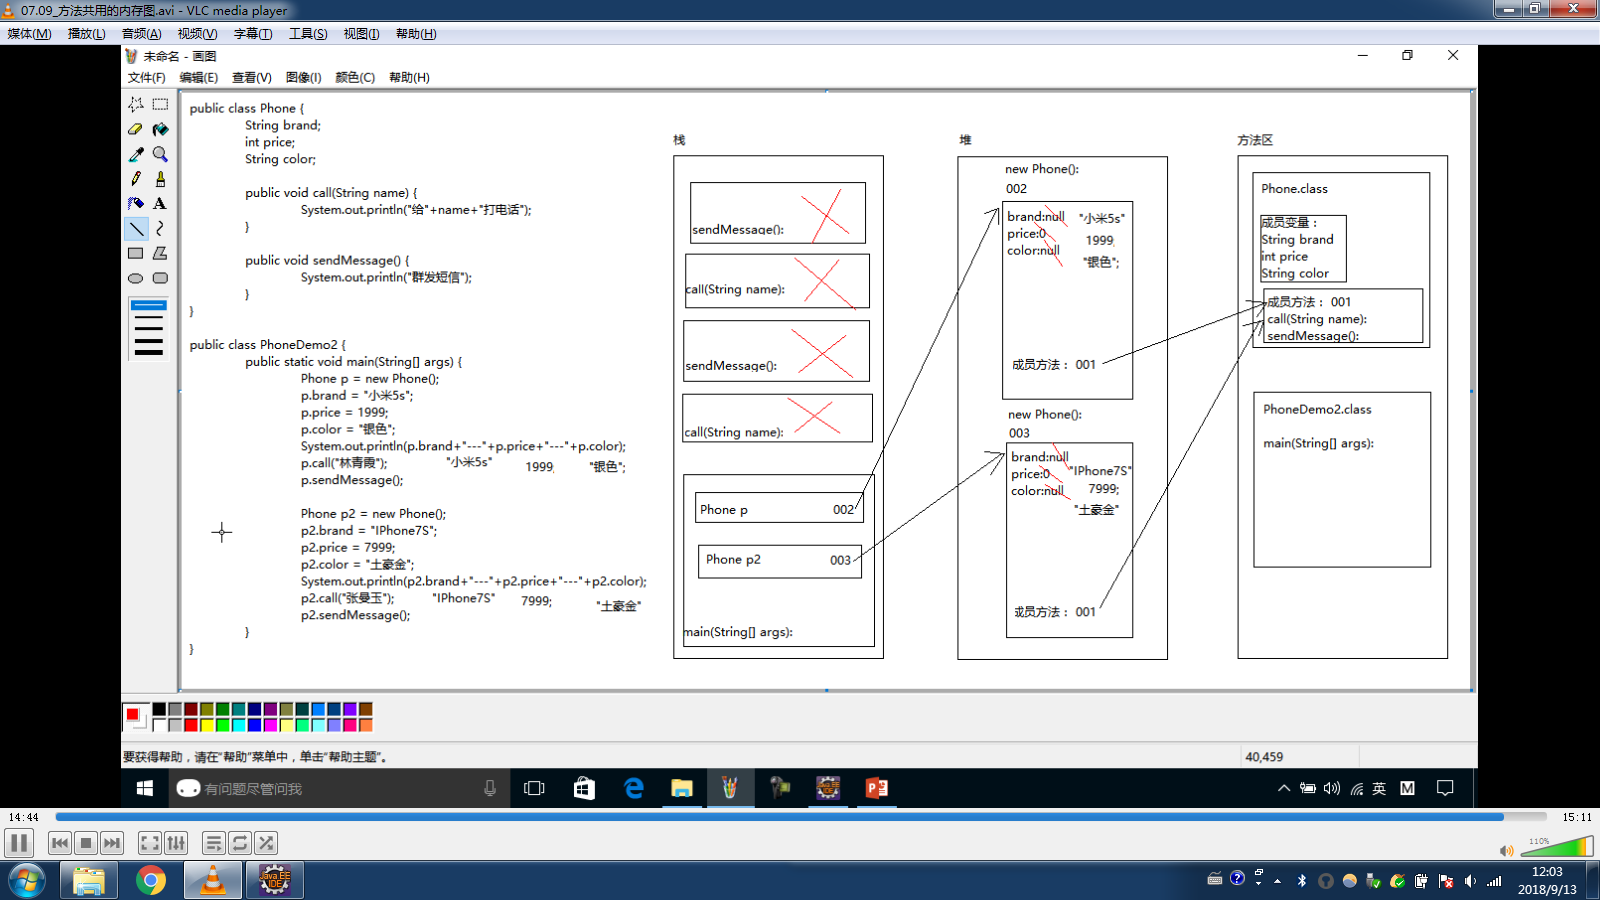 07.09_方法共用的内存图.avi - VLC media player
媒体(M) 播放(L) 音频(A) 视频(V) 字幕(T) 工具(S) 视图(I) 帮助(H)
未命名 - 画图
文件(F) 编辑(E) 查看(V) 图像(I) 颜色(C) 帮助(H)
public class Phone {
String brand;
int price;
String color;
public void call(String name) {
System.out.println("给"+name+"打电话");
}
public void sendMessage() {
System.out.println("群发短信");
}
}
public class PhoneDemo2 {
public static void main(String[] args) {
Phone p = new Phone();
p.brand = "小米5s";
p.price = 1999;
p.color = "银色";
System.out.println(p.brand+"---"+p.price+"---"+p.color);
p.call("林青霞"); "小米5s" 1999; "银色";
p.sendMessage();
Phone p2 = new Phone();
p2.brand = "IPhone7S";
p2.price = 7999;
p2.color = "土豪金";
System.out.println(p2.brand+"---"+p2.price+"---"+p2.color);
p2.call("张曼玉"); "IPhone7S" 7999; "土豪金"
p2.sendMessage();
}
}
栈
sendMessage():
call(String name):
sendMessage():
call(String name):
Phone p 002
Phone p2 003
main(String[] args):
堆
new Phone():
002
brand:null "小米5s"
price:0 1999;
color:null "银色";
成员方法： 001
new Phone():
003
brand:null "IPhone7S"
price:0 7999;
color:null "土豪金"
成员方法： 001
方法区
Phone.class
成员变量：
String brand
int price
String color
成员方法： 001
call(String name):
sendMessage():
PhoneDemo2.class
main(String[] args):
要获得帮助，请在"帮助"菜单中，单击"帮助主题"。
40,459
有问题尽管问我
英 M
14:44
15:11
110%
Java EE
IDE
12:03
2018/9/13